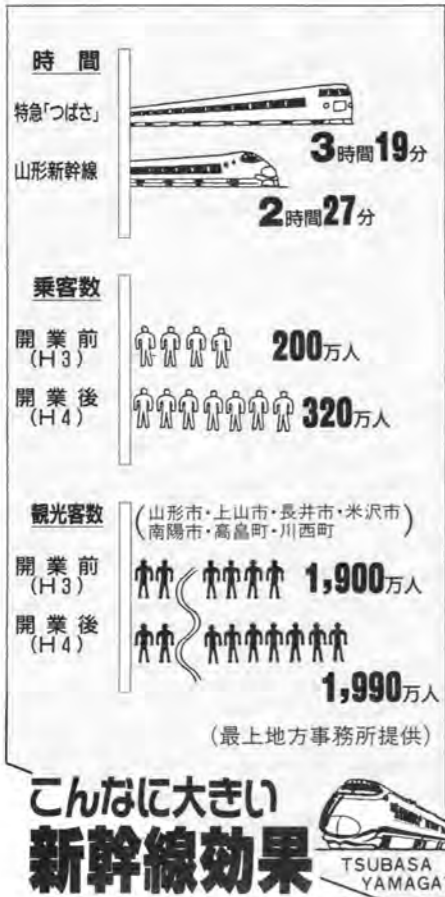 時間
特急「つばさ」
3時間19分
山形新幹線
2時間27分
乗客数
開業前
(H3)
200万人
開業後
(H4)
320万人
観光客数
(山形市・上山市・長井市・米沢市
南陽市・高畠町・川西町)
開業前
(H3)
1,900万人
開業後
(H4)
1,990万人
(最上地方事務所提供)
こんなに大きい
新幹線効果
TSUBASA
YAMAGA